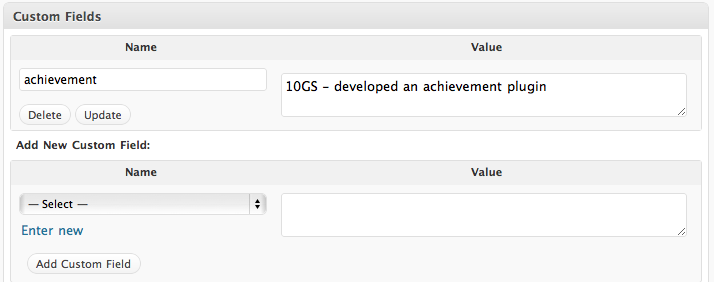 Custom Fields
Name Value
achievement 10GS - developed an achievement plugin
Delete Update
Add New Custom Field:
Name Value
— Select —
Enter new
Add Custom Field